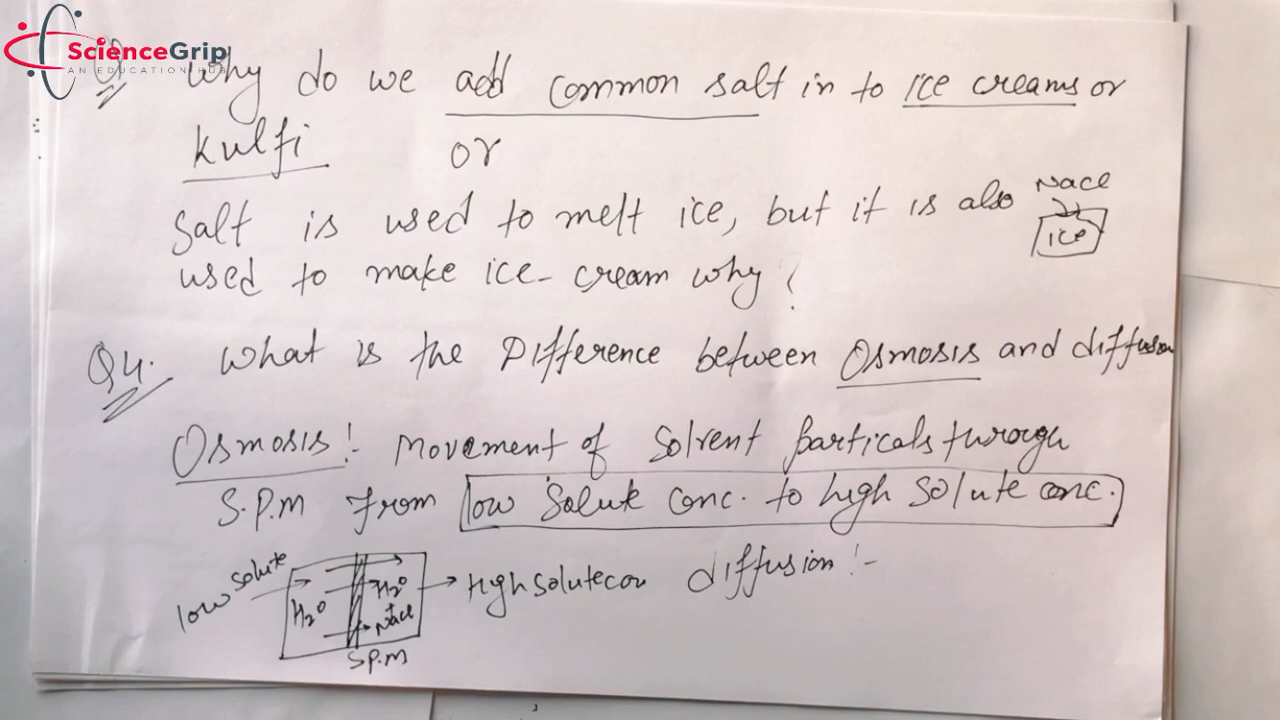 ScienceGrip
AN EDUCATION HUB
Q Why do we add common salt in to ice creams or
Kulfi or
Salt is used to melt ice, but it is also
used to make ice-cream why?
NaCl
ice
Q4. What is the Difference between Osmosis and diffusion
Osmosis:- Movement of Solvent particals through
S.P.M from low Solute Conc. to high Solute conc.
low solute
H2O
H2O
+
NaCl
High solute con
S.P.M
diffusion:-